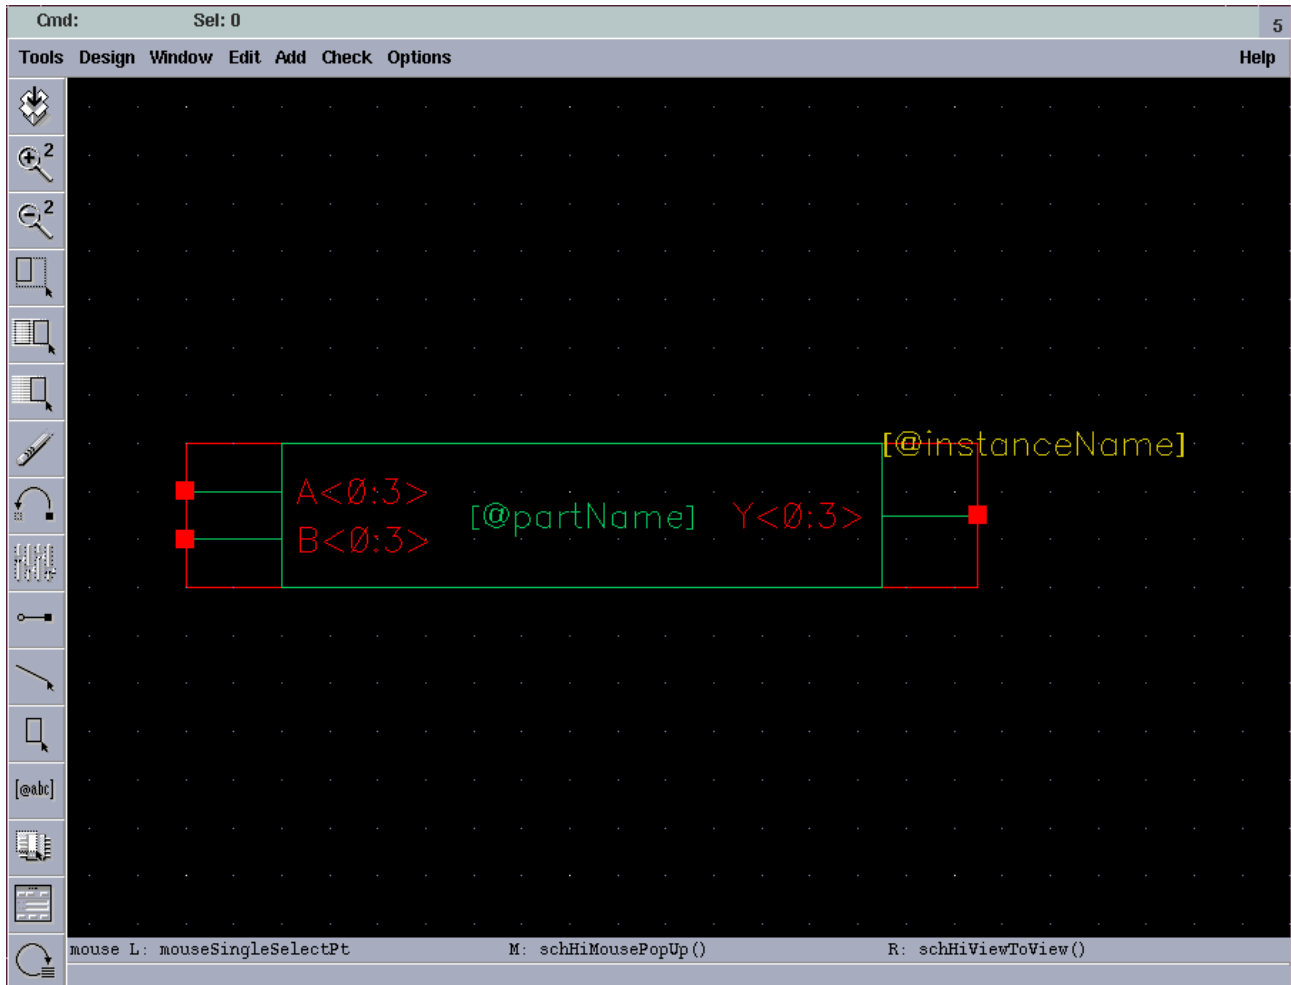 Cmd: Sel: 0 5
Tools Design Window Edit Add Check Options Help
2
2
[@instanceName]
A<0:3>
[@partName] Y<0:3>
B<0:3>
[@abc]
mouse L: mouseSingleSelectPt M: schHiMousePopUp() R: schHiViewToView()